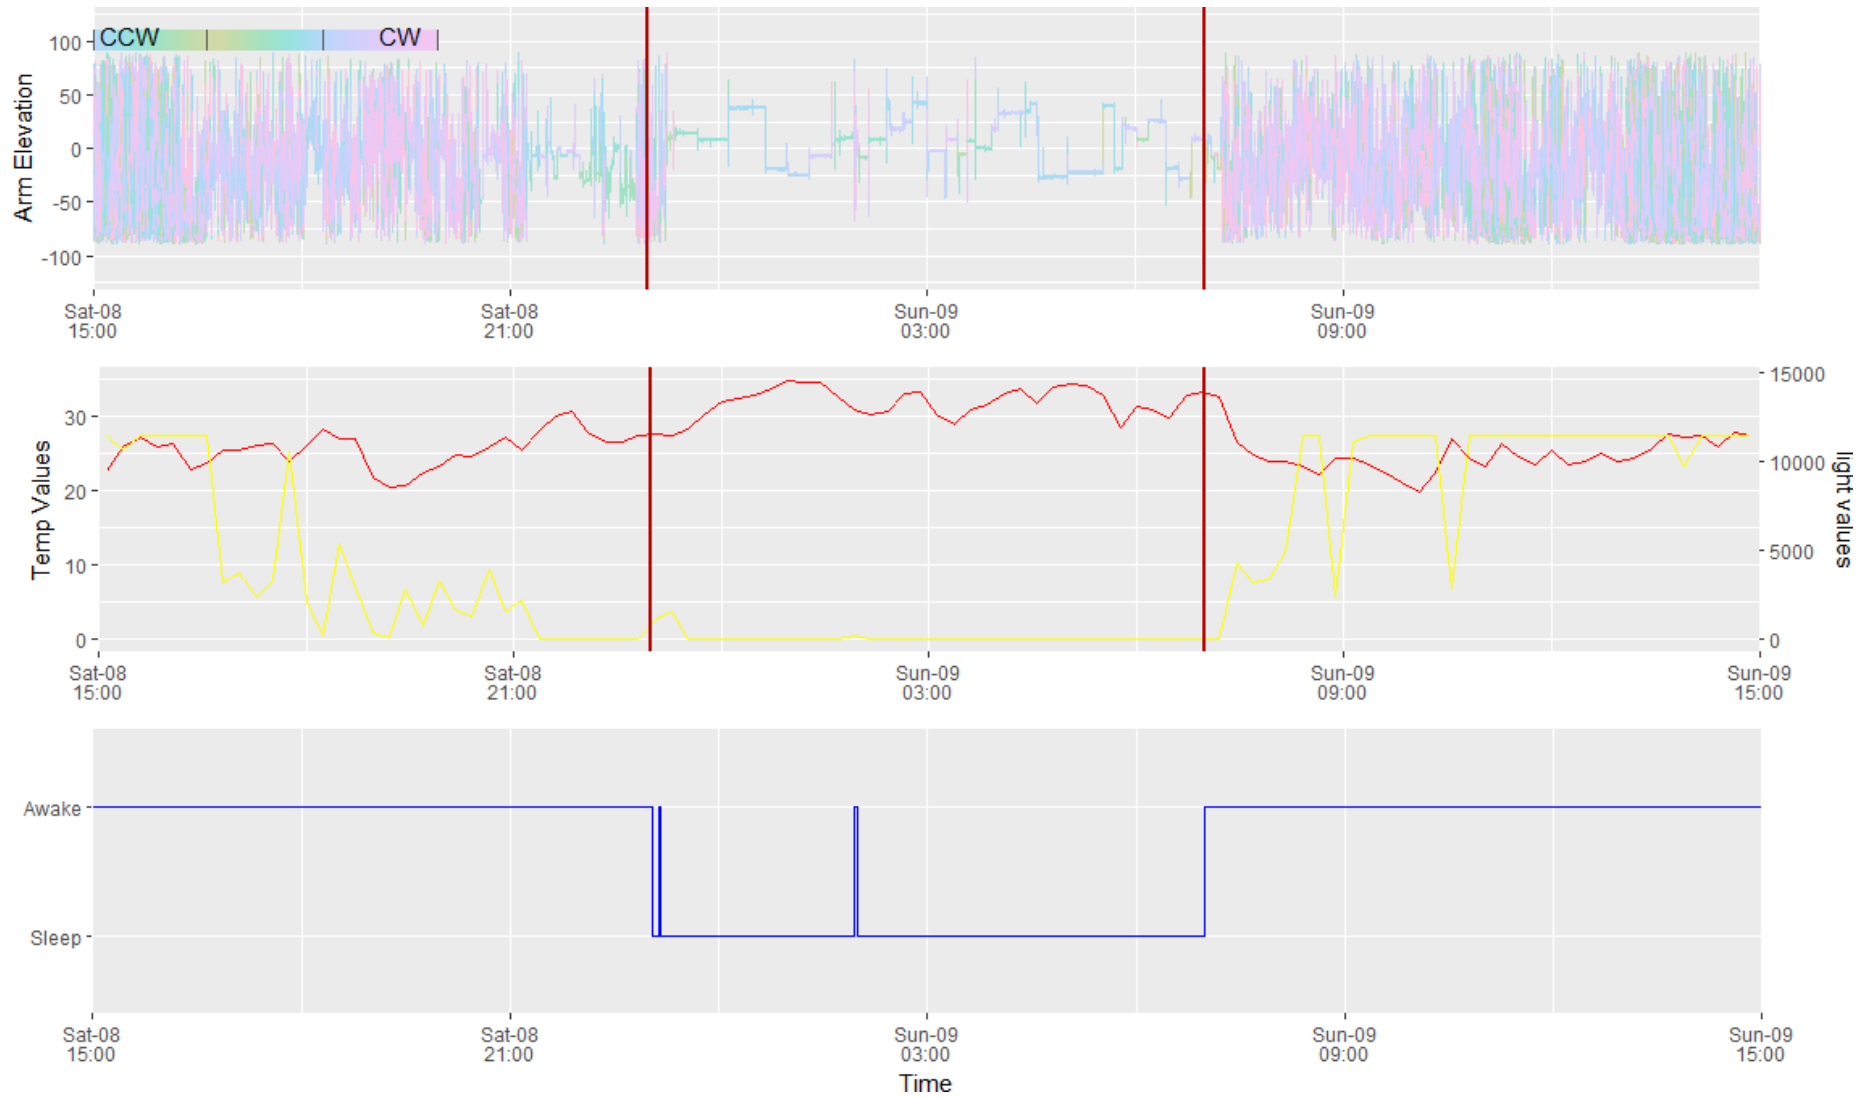 CCW CW
Arm Elevation
100
50
0
-50
-100
Sat-08 Sat-08 Sun-09 Sun-09
15:00 21:00 03:00 09:00
Temp Values
30
20
10
0
light values
15000
10000
5000
0
Sat-08 Sat-08 Sun-09 Sun-09 Sun-09
15:00 21:00 03:00 09:00 15:00
Awake
Sleep
Sat-08 Sat-08 Sun-09 Sun-09 Sun-09
15:00 21:00 03:00 09:00 15:00
Time